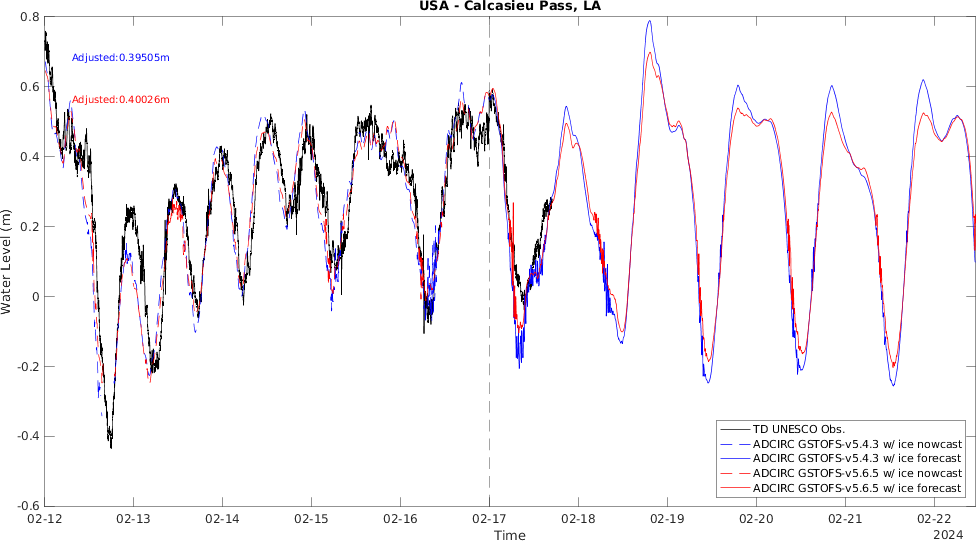 USA - Calcasieu Pass, LA
Adjusted:0.39505m
Adjusted:0.40026m
Water Level (m)
0.8
0.6
0.4
0.2
0
-0.2
-0.4
-0.6
TD UNESCO Obs.
ADCIRC GSTOFS-v5.4.3 w/ ice nowcast
ADCIRC GSTOFS-v5.4.3 w/ ice forecast
ADCIRC GSTOFS-v5.6.5 w/ ice nowcast
ADCIRC GSTOFS-v5.6.5 w/ ice forecast
02-12 02-13 02-14 02-15 02-16 02-17 02-18 02-19 02-20 02-21 02-22
Time
2024